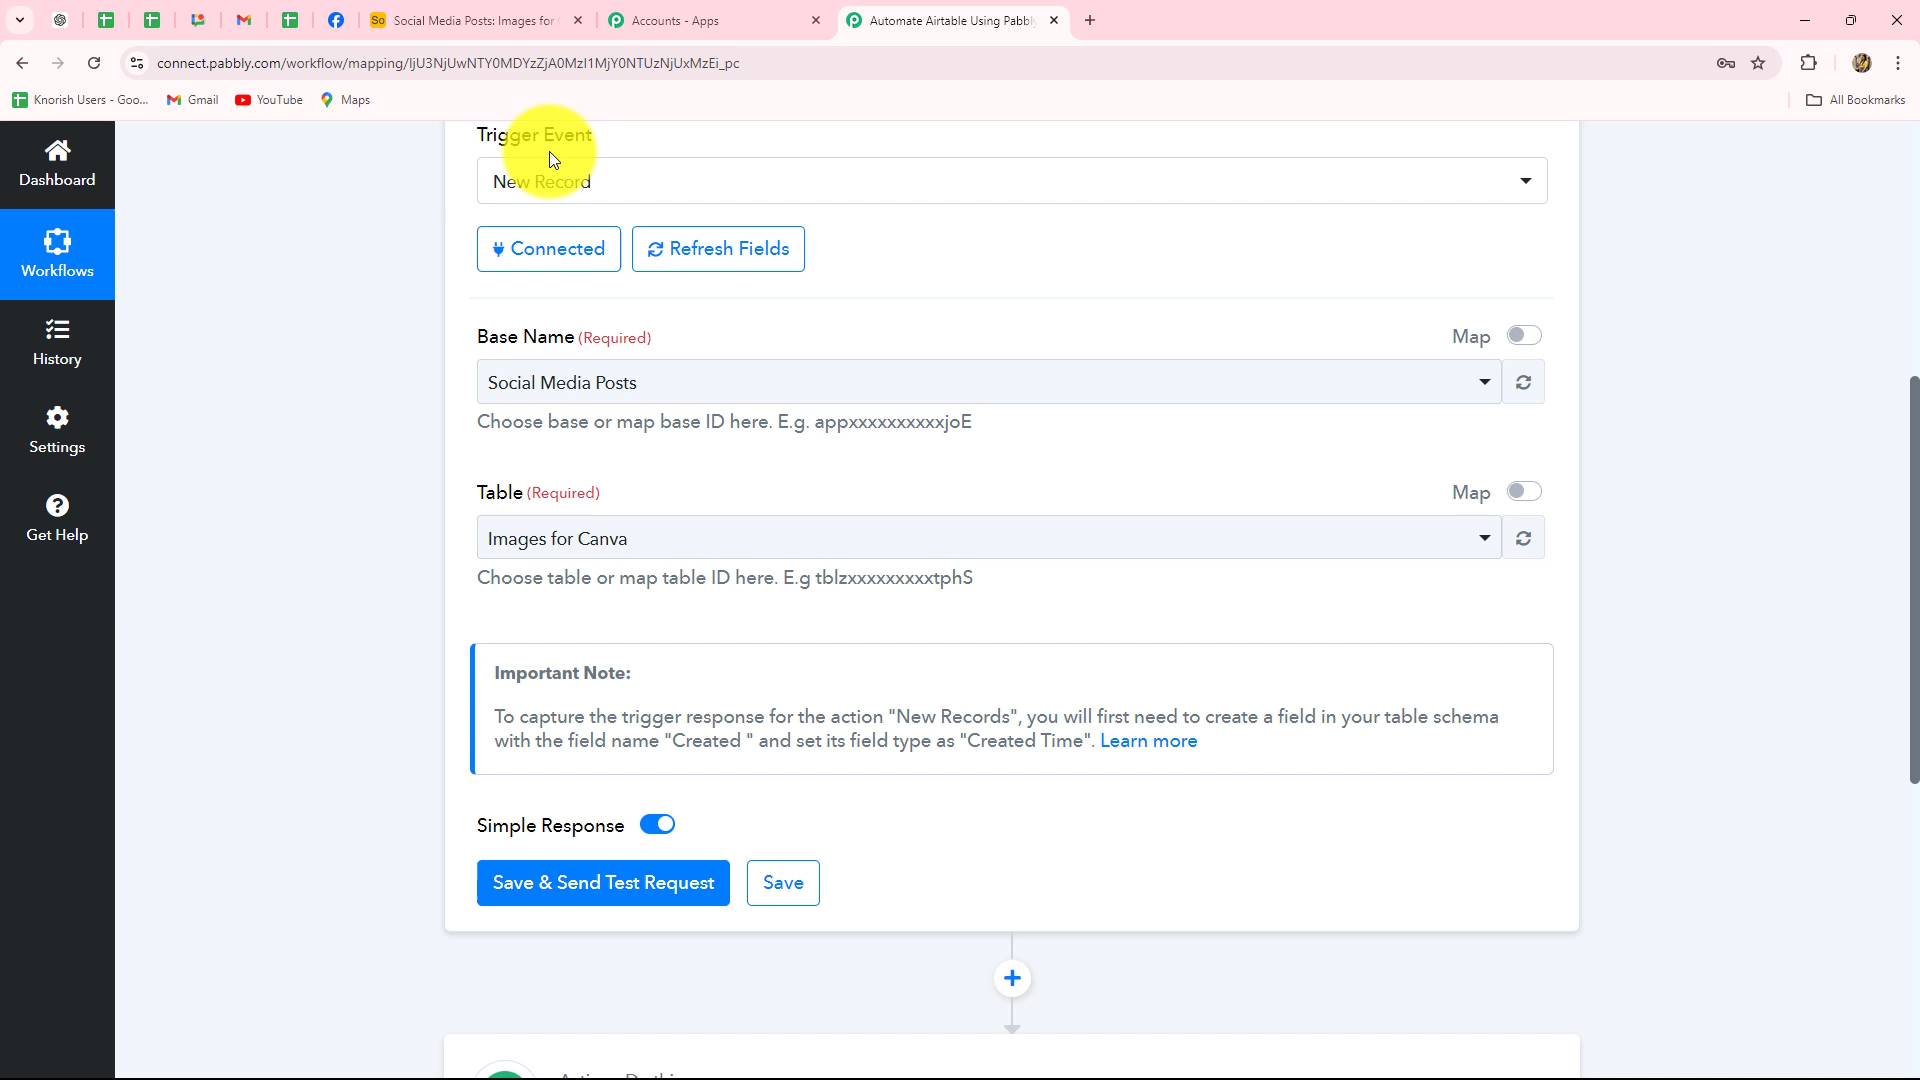 So
Social Media Posts: Images for
Accounts - Apps
Automate Airtable Using Pabbly
connect.pabbly.com/workflow/mapping/IjU3NjUwNTY0MDYzZjA0MzI1MjY0NTUzNjUxMzEi_pc
Knorish Users - Goo...
Gmail
YouTube
Maps
All Bookmarks
Dashboard
Workflows
History
Settings
Get Help
Trigger Event
New Record
Connected
Refresh Fields
Base Name (Required)
Map
Social Media Posts
Choose base or map base ID here. E.g. appxxxxxxxxxxjoE
Table (Required)
Map
Images for Canva
Choose table or map table ID here. E.g tblzxxxxxxxxxtphS
Important Note:
To capture the trigger response for the action "New Records", you will first need to create a field in your table schema
with the field name "Created " and set its field type as "Created Time". Learn more
Simple Response
Save & Send Test Request
Save